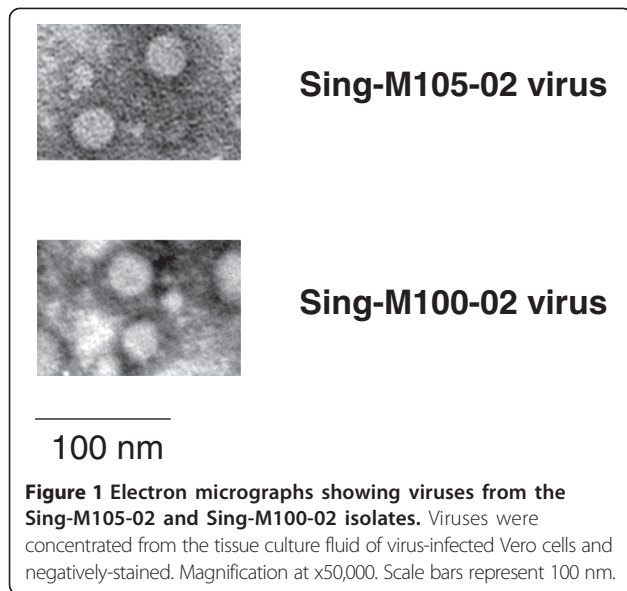 Sing-M105-02 virus
Sing-M100-02 virus
100 nm
Figure 1 Electron micrographs showing viruses from the
Sing-M105-02 and Sing-M100-02 isolates. Viruses were
concentrated from the tissue culture fluid of virus-infected Vero cells and
negatively-stained. Magnification at x50,000. Scale bars represent 100 nm.